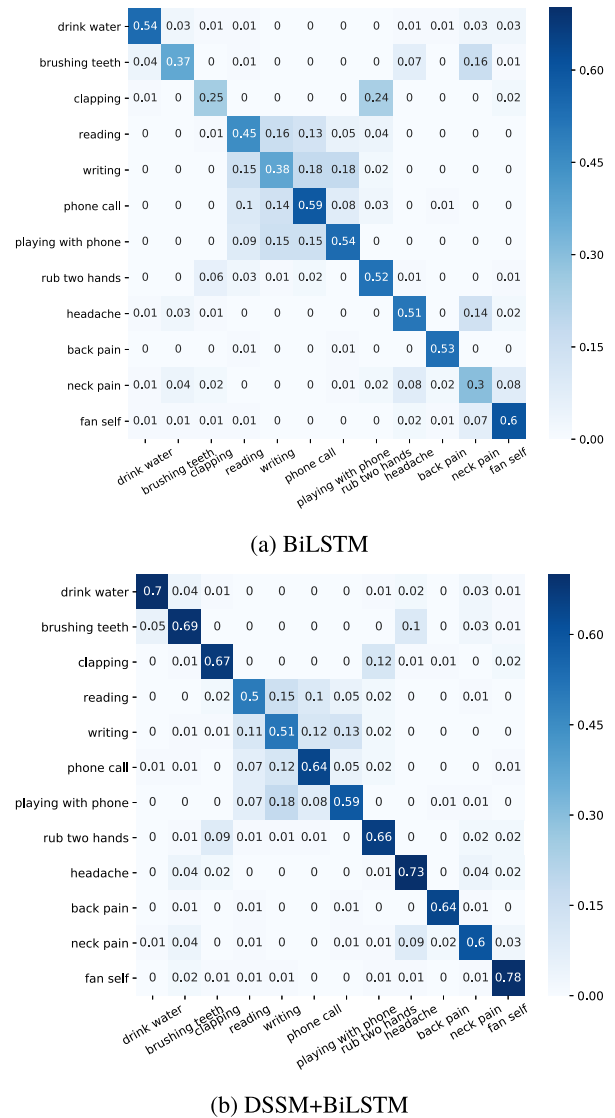 drink water 0.54 0.03 0.01 0.01 0 0 0 0 0.01 0.01 0.03 0.03
brushing teeth 0.04 0.37 0 0.01 0 0 0 0 0.07 0 0.16 0.01
clapping 0.01 0 0.25 0 0 0 0 0.24 0 0 0 0.02
reading 0 0 0.01 0.45 0.16 0.13 0.05 0.04 0 0 0 0
writing 0 0 0 0.15 0.38 0.18 0.18 0.02 0 0 0 0
phone call 0 0 0 0.1 0.14 0.59 0.08 0.03 0 0.01 0 0
playing with phone 0 0 0 0.09 0.15 0.15 0.54 0 0 0 0 0
rub two hands 0 0 0.06 0.03 0.01 0.02 0 0.52 0.01 0 0 0.01
headache 0.01 0.03 0.01 0 0 0 0 0 0.51 0 0.14 0.02
back pain 0 0 0 0.01 0 0 0.01 0 0 0.53 0 0
neck pain 0.01 0.04 0.02 0 0 0 0.01 0.02 0.08 0.02 0.3 0.08
fan self 0.01 0.01 0.01 0.01 0 0 0 0 0.02 0.01 0.07 0.6
drink water brushing teeth clapping reading writing phone call playing with phone rub two hands headache back pain neck pain fan self
0.60
0.45
0.30
0.15
0.00
(a) BiLSTM
drink water 0.7 0.04 0.01 0 0 0 0 0.01 0.02 0 0.03 0.01
brushing teeth 0.05 0.69 0 0 0 0 0 0 0.1 0 0.03 0.01
clapping 0 0.01 0.67 0 0 0 0 0.12 0.01 0.01 0 0.02
reading 0 0 0.02 0.5 0.15 0.1 0.05 0.02 0 0 0.01 0
writing 0 0.01 0.01 0.11 0.51 0.12 0.13 0.02 0 0 0 0
phone call 0.01 0.01 0 0.07 0.12 0.64 0.05 0.02 0 0 0 0.01
playing with phone 0 0 0 0.07 0.18 0.08 0.59 0 0 0.01 0.01 0
rub two hands 0 0.01 0.09 0.01 0.01 0.01 0 0.66 0 0 0.02 0.02
headache 0 0.04 0.02 0 0 0 0 0.01 0.73 0 0.04 0.02
back pain 0 0.01 0 0.01 0 0 0.01 0 0 0.64 0.01 0
neck pain 0.01 0.04 0 0 0 0 0.01 0.01 0.09 0.02 0.6 0.03
fan self 0 0.02 0.01 0.01 0.01 0 0 0.01 0.01 0 0.01 0.78
drink water brushing teeth clapping reading writing phone call playing with phone rub two hands headache back pain neck pain fan self
0.60
0.45
0.30
0.15
0.00
(b) DSSM+BiLSTM